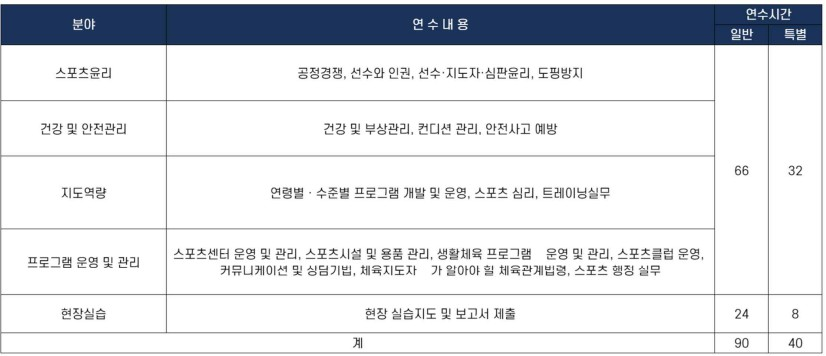 분야 연 수 내 용 연수시간
일반 특별
스포츠윤리 공정경쟁, 선수와 인권, 선수·지도자·심판윤리, 도핑방지
건강 및 안전관리 건강 및 부상관리, 컨디션 관리, 안전사고 예방
지도역량 연령별 · 수준별 프로그램 개발 및 운영, 스포츠 심리, 트레이닝실무
66 32
프로그램 운영 및 관리 스포츠센터 운영 및 관리, 스포츠시설 및 용품 관리, 생활체육 프로그램 운영 및 관리, 스포츠클럽 운영,
커뮤니케이션 및 상담기법, 체육지도자 가 알아야 할 체육관계법령, 스포츠 행정 실무
현장실습 현장 실습지도 및 보고서 제출 24 8
계 90 40